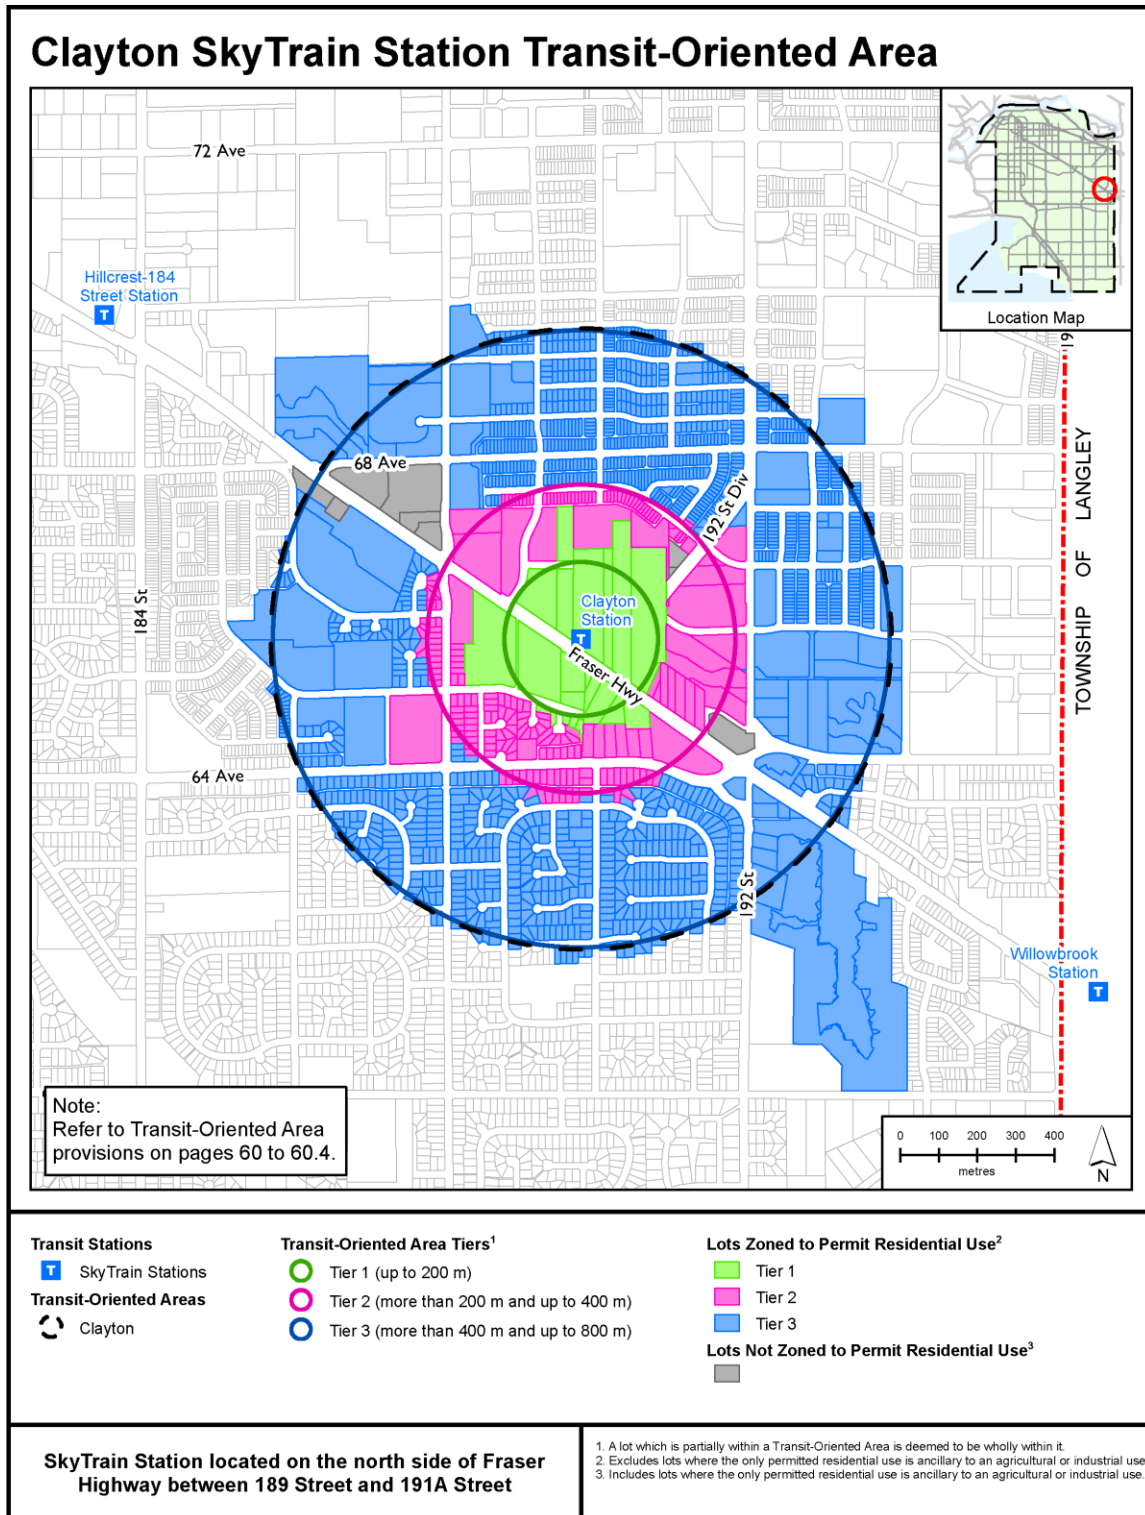 Clayton SkyTrain Station Transit-Oriented Area
72 Ave
Location Map
Hillcrest-184
Street Station
T
19
TOWNSHIP OF LANGLEY
68 Ave
192 St Div
184 St
Clayton
Station
T
Fraser Hwy
64 Ave
192 St
Willowbrook
Station
T
Note:
Refer to Transit-Oriented Area
provisions on pages 60 to 60.4.
0 100 200 300 400
metres
N
Transit Stations
T SkyTrain Stations
Transit-Oriented Areas
Clayton
Transit-Oriented Area Tiers1
Tier 1 (up to 200 m)
Tier 2 (more than 200 m and up to 400 m)
Tier 3 (more than 400 m and up to 800 m)
Lots Zoned to Permit Residential Use2
Tier 1
Tier 2
Tier 3
Lots Not Zoned to Permit Residential Use3
SkyTrain Station located on the north side of Fraser
Highway between 189 Street and 191A Street
1. A lot which is partially within a Transit-Oriented Area is deemed to be wholly within it.
2. Excludes lots where the only permitted residential use is ancillary to an agricultural or industrial use
3. Includes lots where the only permitted residential use is ancillary to an agricultural or industrial use.